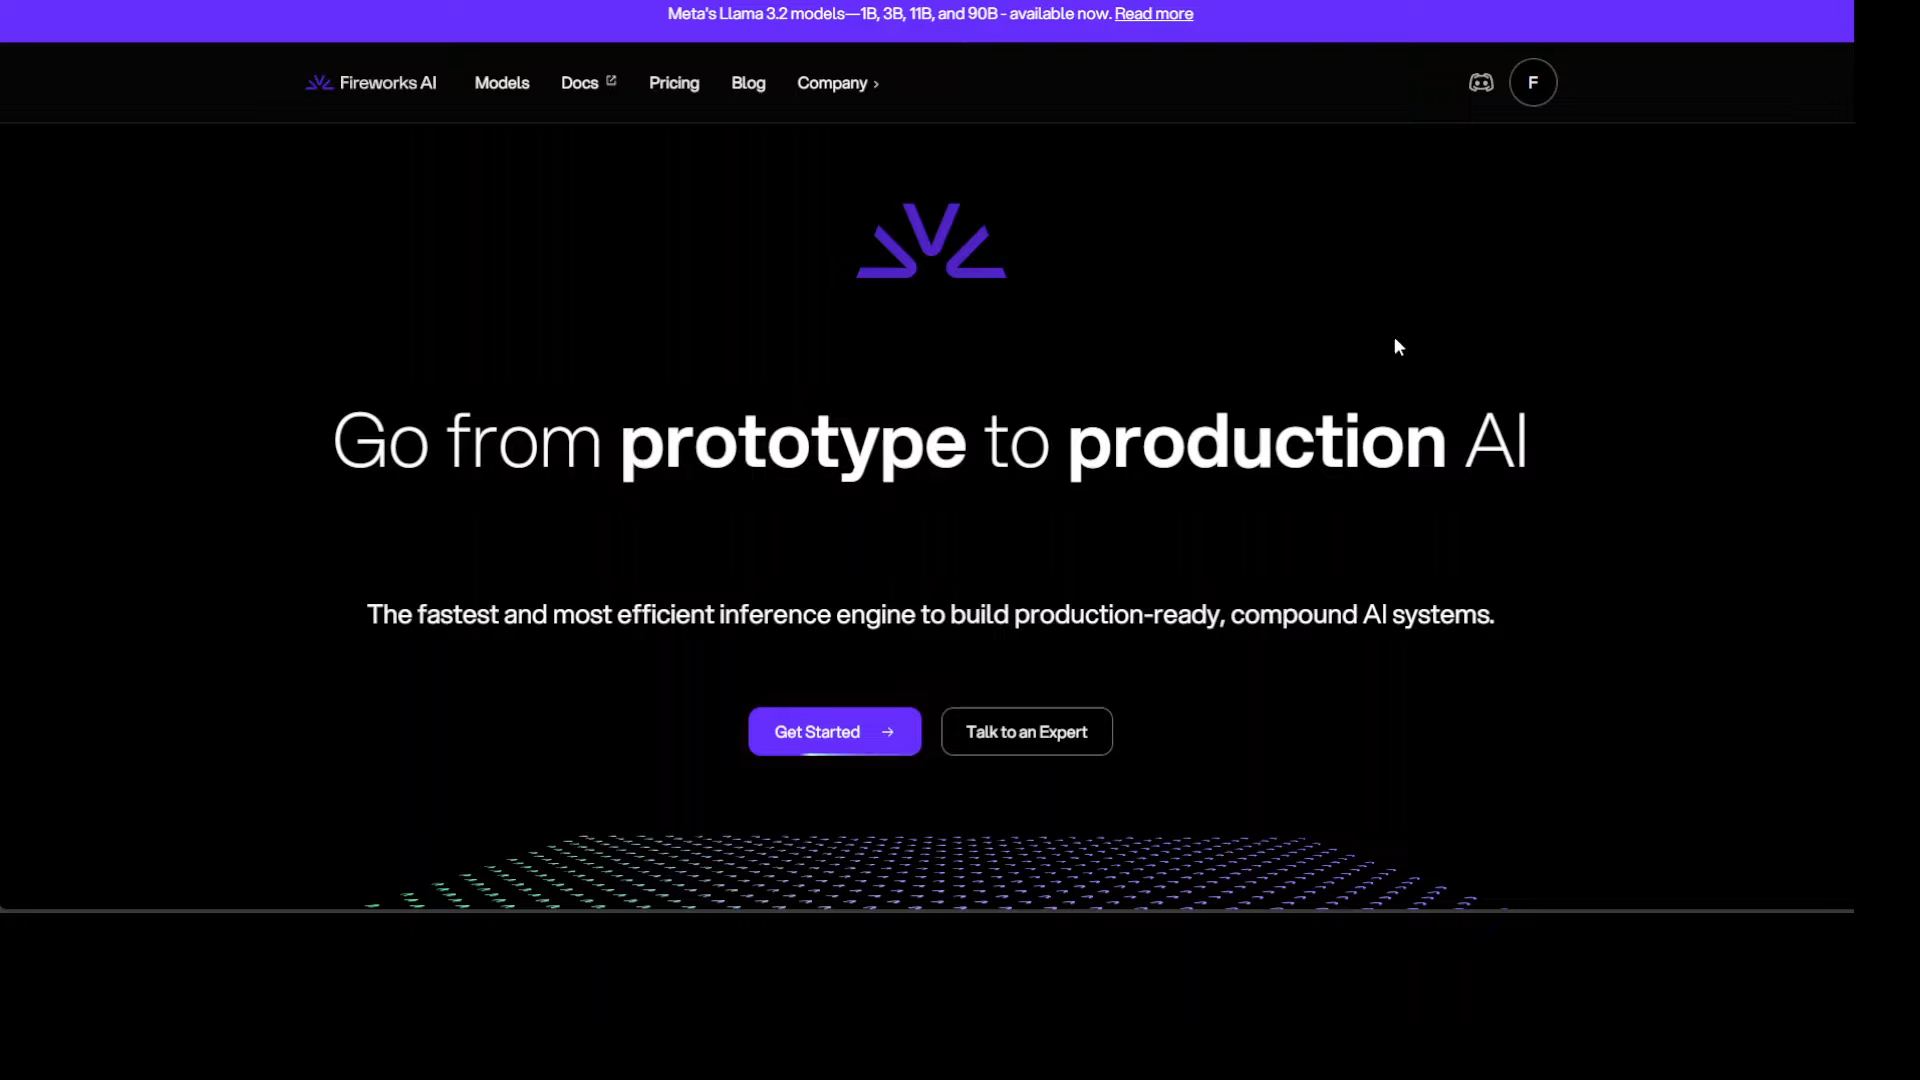 Meta's Llama 3.2 models—1B, 3B, 11B, and 90B - available now. Read more
Fireworks AI Models Docs Pricing Blog Company F
Go from prototype to production AI
The fastest and most efficient inference engine to build production-ready, compound AI systems.
Get Started Talk to an Expert